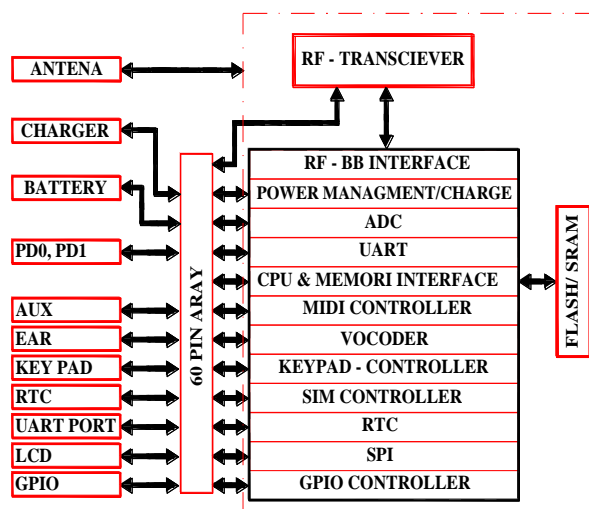 RF - TRANSCIEVER
ANTENA
CHARGER
BATTERY
PD0, PD1
AUX
EAR
KEY PAD
RTC
UART PORT
LCD
GPIO
60 PIN ARAY
RF - BB INTERFACE
POWER MANAGMENT/CHARGE
ADC
UART
CPU & MEMORI INTERFACE
MIDI CONTROLLER
VOCODER
KEYPAD - CONTROLLER
SIM CONTROLLER
RTC
SPI
GPIO CONTROLLER
FLASH/ SRAM